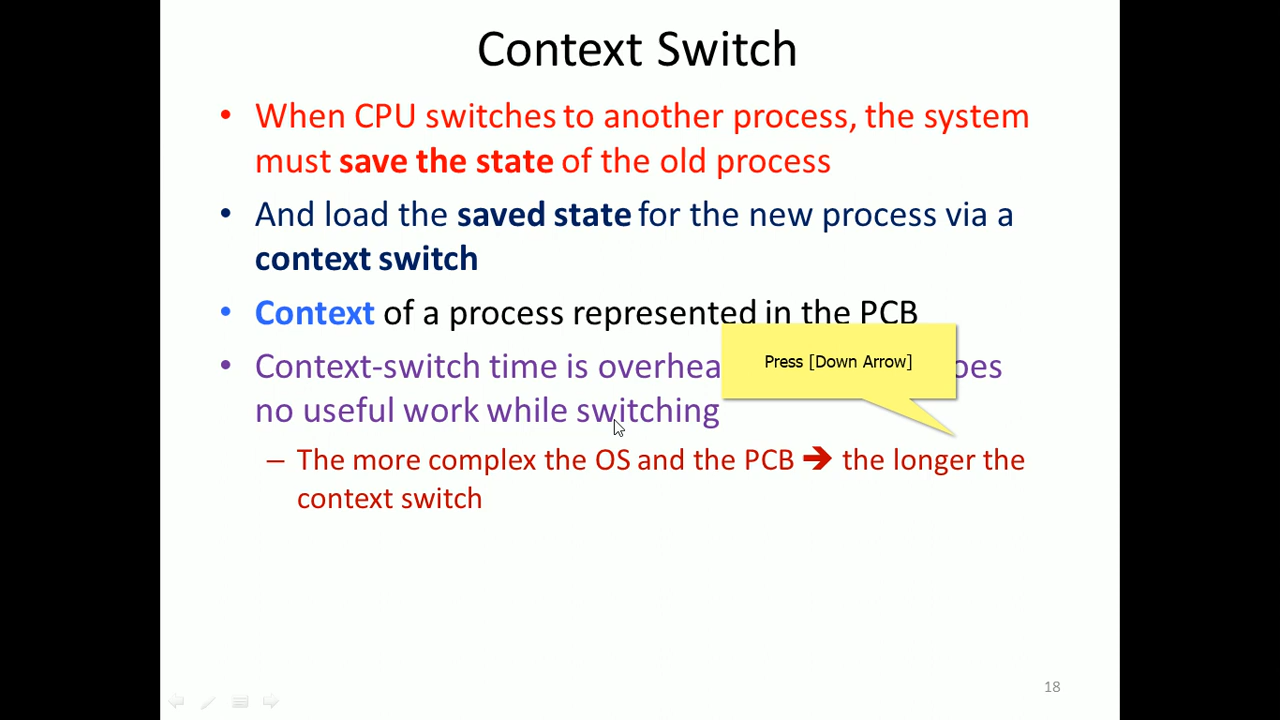 Context Switch
• When CPU switches to another process, the system
must save the state of the old process
• And load the saved state for the new process via a
context switch
• Context of a process represented in the PCB
• Context-switch time is
Press [Down Arrow]
no useful work while switching
– The more complex the OS and the PCB ➔ the longer the
context switch
18